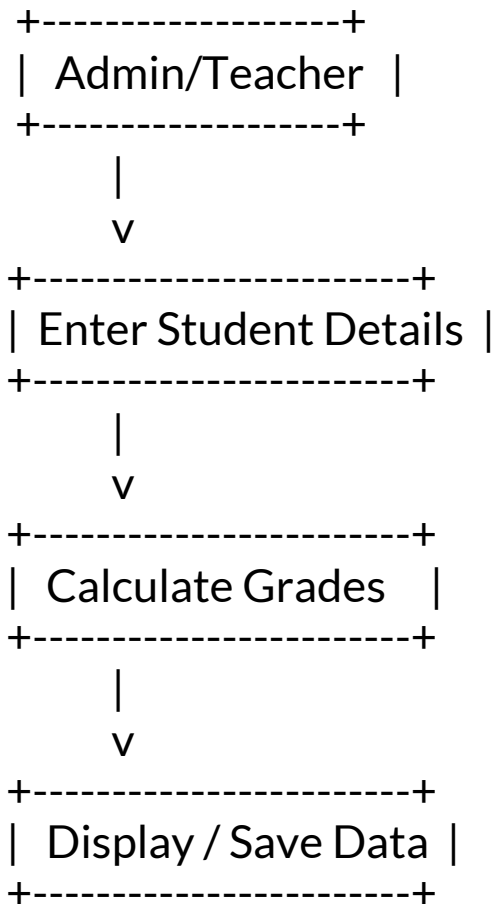 +-------------------+
|  Admin/Teacher  |
+-------------------+
|
v
+------------------------+
| Enter Student Details |
+------------------------+
|
v
+------------------------+
|  Calculate Grades   |
+------------------------+
|
v
+------------------------+
|  Display / Save Data |
+------------------------+